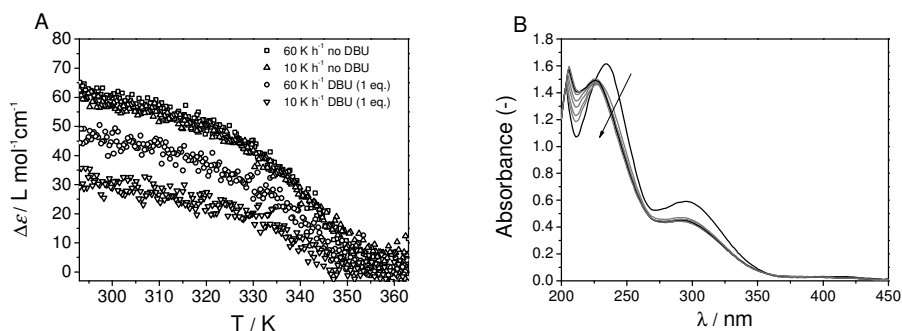 A
Δε / L mol⁻¹cm⁻¹
80
70
60
50
40
30
20
10
0
300 310 320 330 340 350 360
T / K
60 K h⁻¹ no DBU
10 K h⁻¹ no DBU
60 K h⁻¹ DBU (1 eq.)
10 K h⁻¹ DBU (1 eq.)
B
Absorbance (-)
1.8
1.6
1.4
1.2
1.0
0.8
0.6
0.4
0.2
0.0
200 250 300 350 400 450
λ / nm